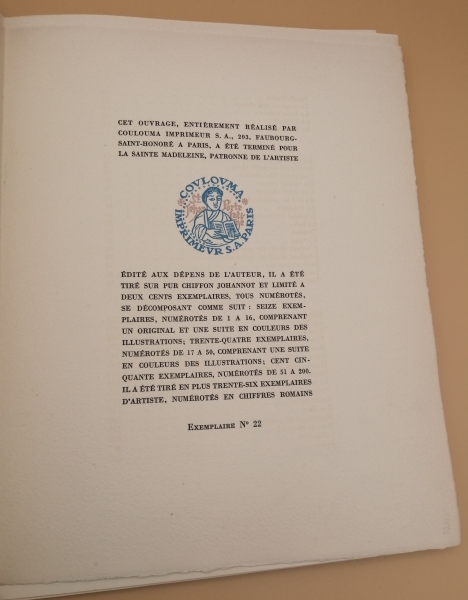 CET OUVRAGE, ENTIÈREMENT RÉALISÉ PAR
COULOUMA IMPRIMEUR S. A., 203, FAUBOURG-
SAINT-HONORÉ A PARIS, A ÉTÉ TERMINÉ POUR
LA SAINTE MADELEINE, PATRONNE DE L'ARTISTE
COVLOVMA
IMPRIMEVR S.A PARIS
ÉDITÉ AUX DÉPENS DE L'AUTEUR, IL A ÉTÉ
TIRÉ SUR PUR CHIFFON JOHANNOT ET LIMITÉ A
DEUX CENTS EXEMPLAIRES, TOUS NUMÉROTÉS,
SE DÉCOMPOSANT COMME SUIT : SEIZE EXEM-
PLAIRES, NUMÉROTÉS DE 1 A 16, COMPRENANT
UN ORIGINAL ET UNE SUITE EN COULEURS DES
ILLUSTRATIONS; TRENTE-QUATRE EXEMPLAIRES,
NUMÉROTÉS DE 17 A 50, COMPRENANT UNE SUITE
EN COULEURS DES ILLUSTRATIONS; CENT CIN-
QUANTE EXEMPLAIRES, NUMÉROTÉS DE 51 A 200.
IL A ÉTÉ TIRÉ EN PLUS TRENTE-SIX EXEMPLAIRES
D'ARTISTE, NUMÉROTÉS EN CHIFFRES ROMAINS
EXEMPLAIRE Nº 22